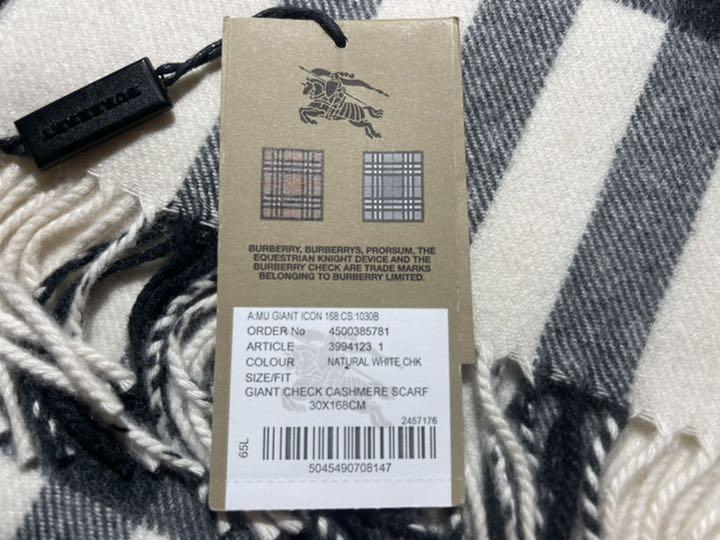 BURBERRY
BURBERRY, BURBERRYS, PRORSUM, THE
EQUESTRIAN KNIGHT DEVICE AND THE
BURBERRY CHECK ARE TRADE MARKS
BELONGING TO BURBERRY LIMITED.
A:MU GIANT ICON 168:CS:1030B
ORDER No 4500385781
ARTICLE 3994123 1
COLOUR NATURAL WHITE CHK
SIZE/FIT
GIANT CHECK CASHMERE SCARF
30X168CM
2457176
65L
5045490708147